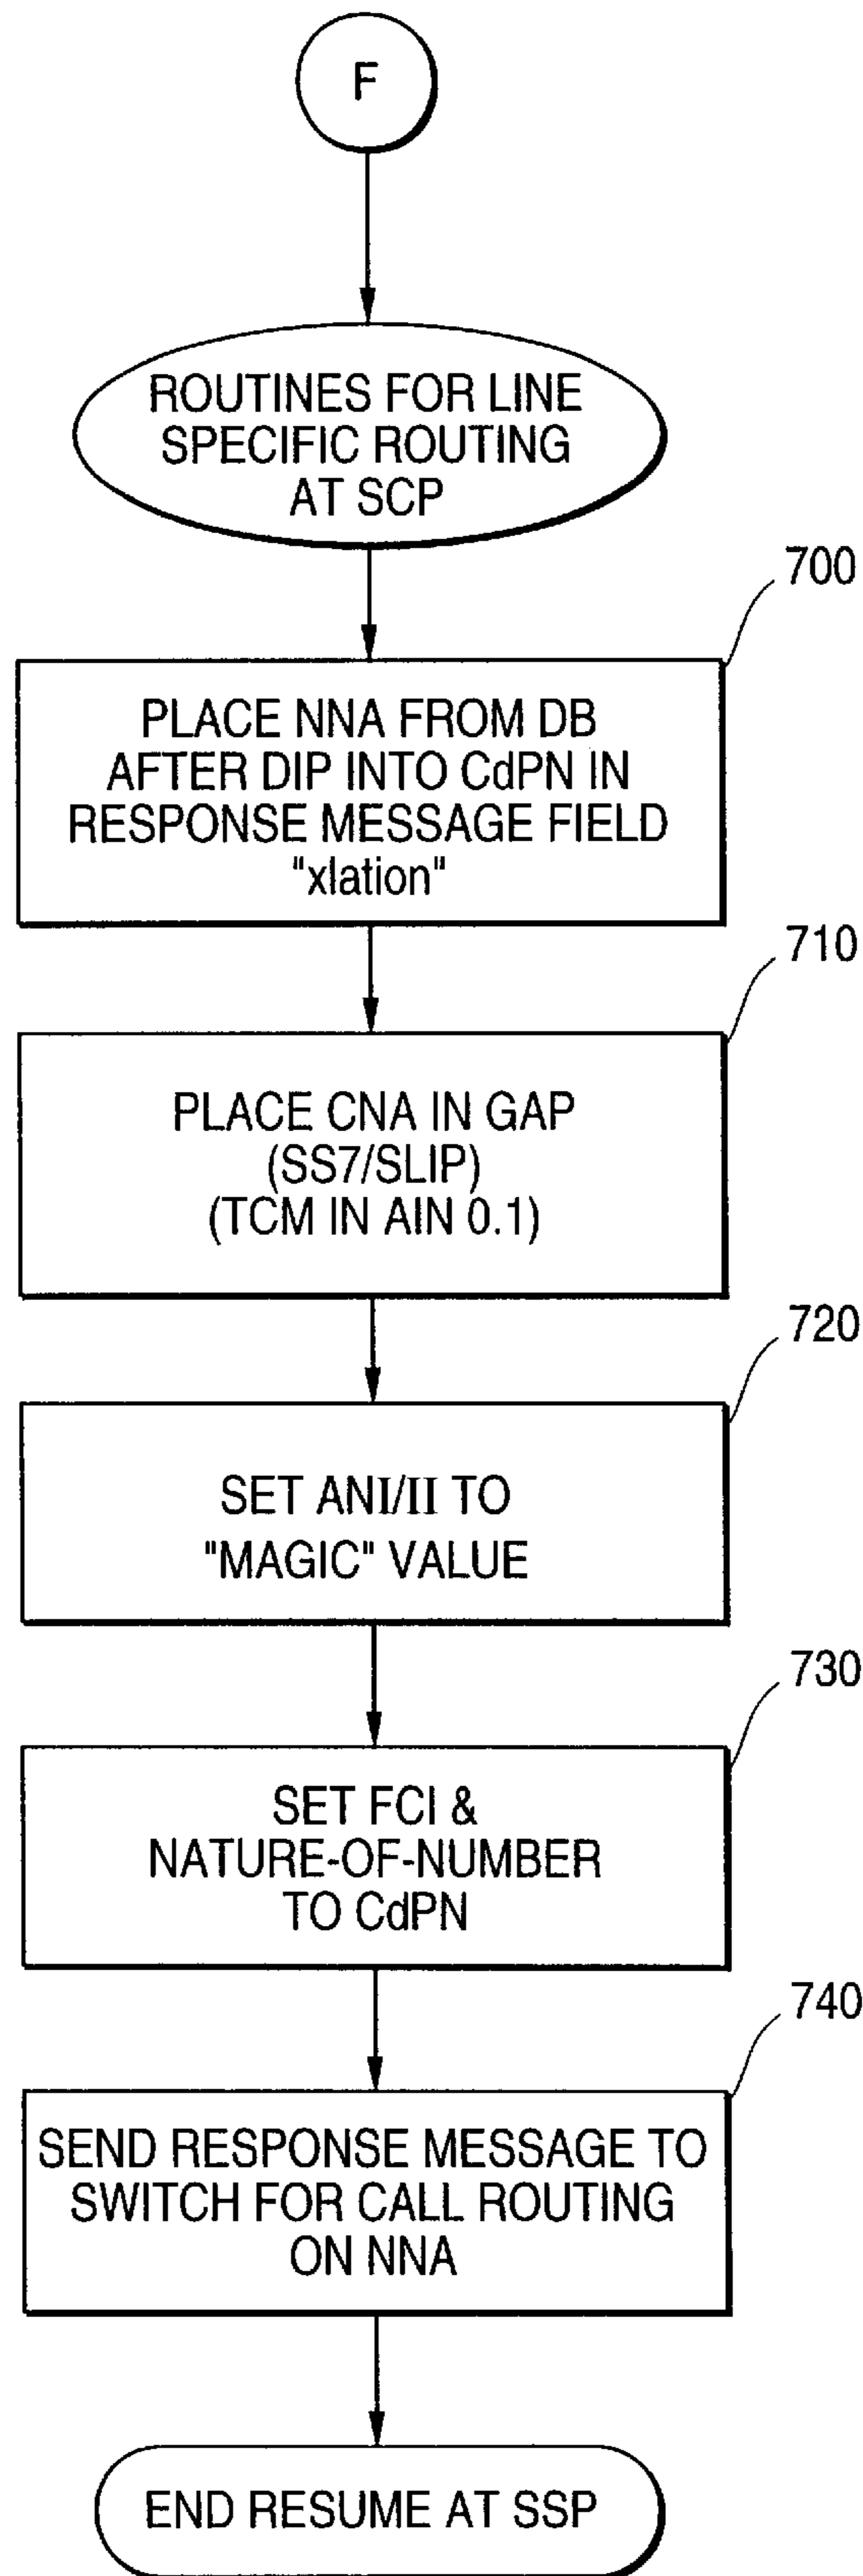 F
ROUTINES FOR LINE
SPECIFIC ROUTING
AT SCP
700
PLACE NNA FROM DB
AFTER DIP INTO CdPN IN
RESPONSE MESSAGE FIELD
"xlation"
710
PLACE CNA IN GAP
(SS7/SLIP)
(TCM IN AIN 0.1)
720
SET ANI/II TO
"MAGIC" VALUE
730
SET FCI &
NATURE-OF-NUMBER
TO CdPN
740
SEND RESPONSE MESSAGE TO
SWITCH FOR CALL ROUTING
ON NNA
END RESUME AT SSP